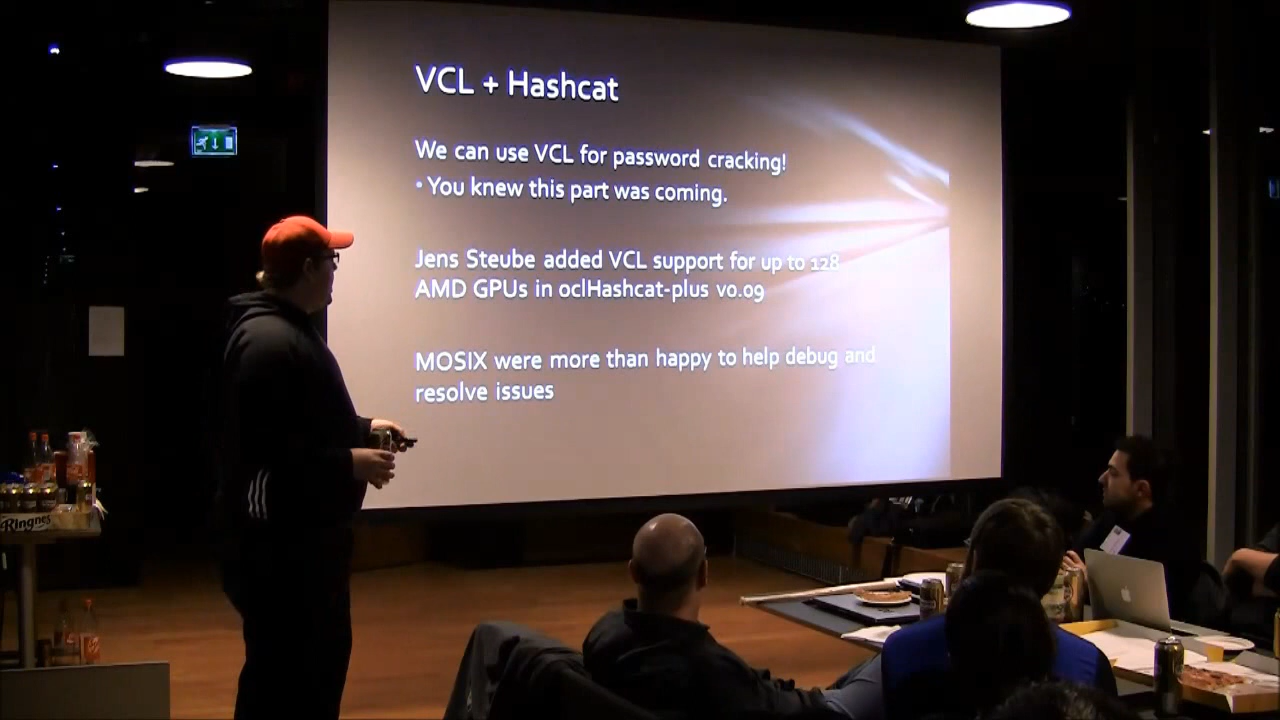 VCL + Hashcat
We can use VCL for password cracking!
• You knew this part was coming.
Jens Steube added VCL support for up to 128
AMD GPUs in oclHashcat-plus v0.09
MOSIX were more than happy to help debug and
resolve issues
Ringnes